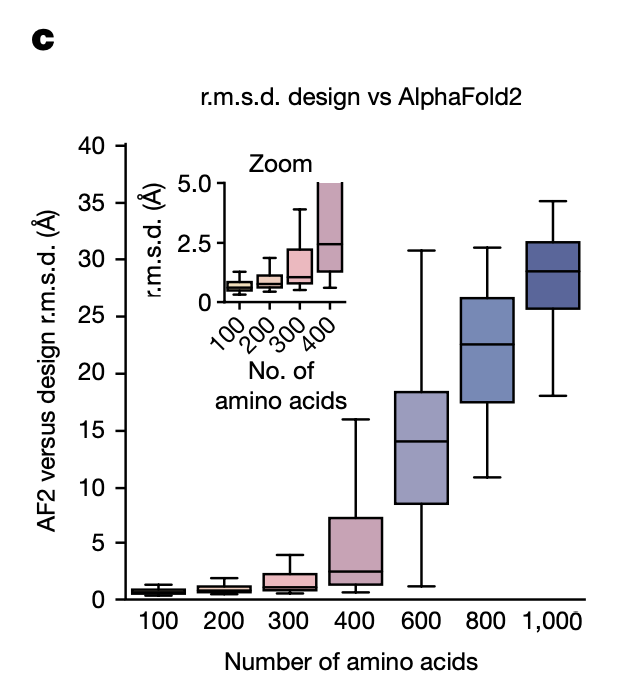 c
r.m.s.d. design vs AlphaFold2
AF2 versus design r.m.s.d. (Å)
40
35
30
25
20
15
10
5
0
Zoom
r.m.s.d. (Å)
5.0
2.5
0
100 200 300 400
No. of
amino acids
100 200 300 400 600 800 1,000
Number of amino acids